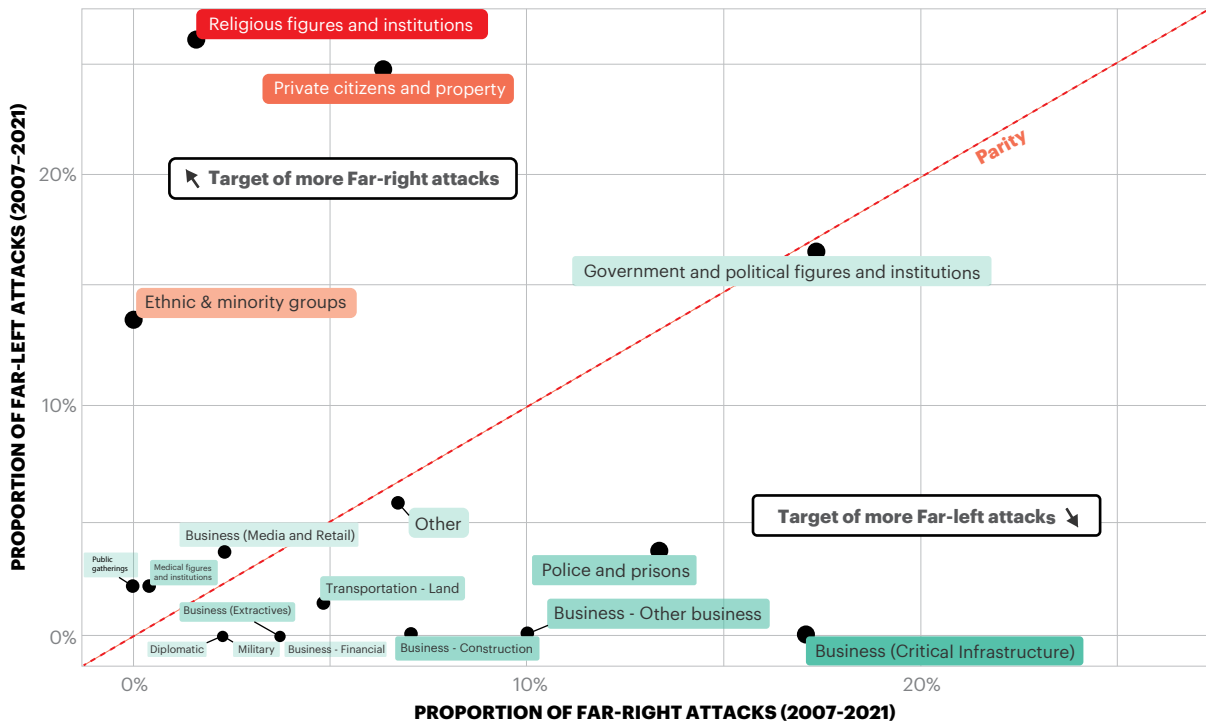 PROPORTION OF FAR-LEFT ATTACKS (2007–2021)
Religious figures and institutions
Private citizens and property
Parity
20%
Target of more Far-right attacks
Government and political figures and institutions
Ethnic & minority groups
10%
Other
Target of more Far-left attacks
Business (Media and Retail)
Public
gatherings
Medical figures
and institutions
Police and prisons
Transportation - Land
Business (Extractives)
Business - Other business
0%
Diplomatic
Military
Business - Financial
Business - Construction
Business (Critical Infrastructure)
0%
10%
20%
PROPORTION OF FAR-RIGHT ATTACKS (2007-2021)